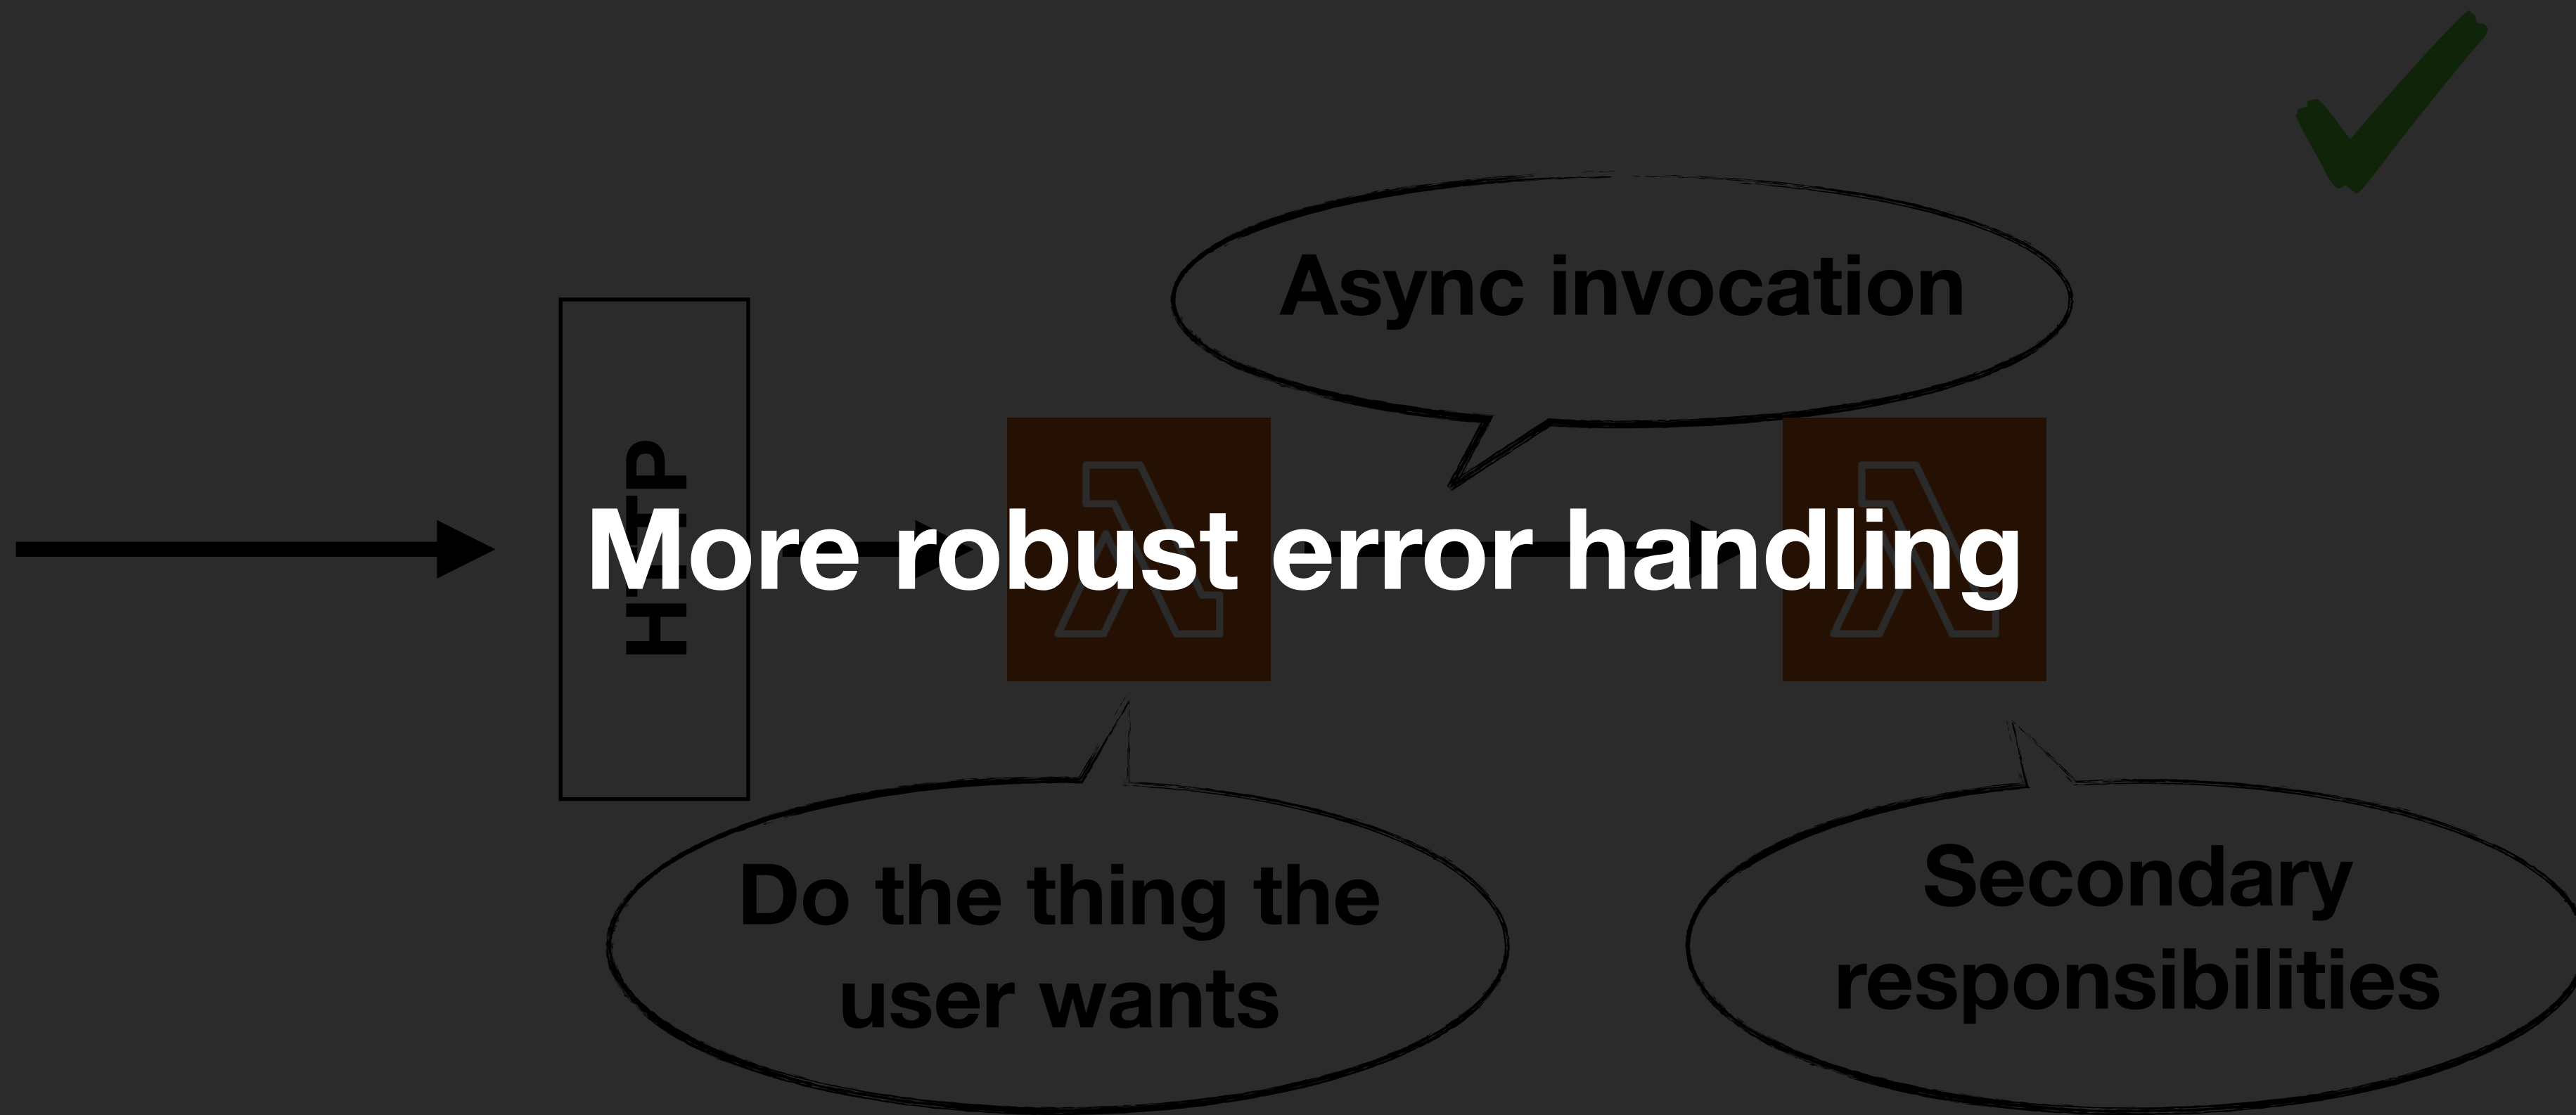 Async invocation
HTTP
More robust error handling
Do the thing the
user wants
Secondary
responsibilities